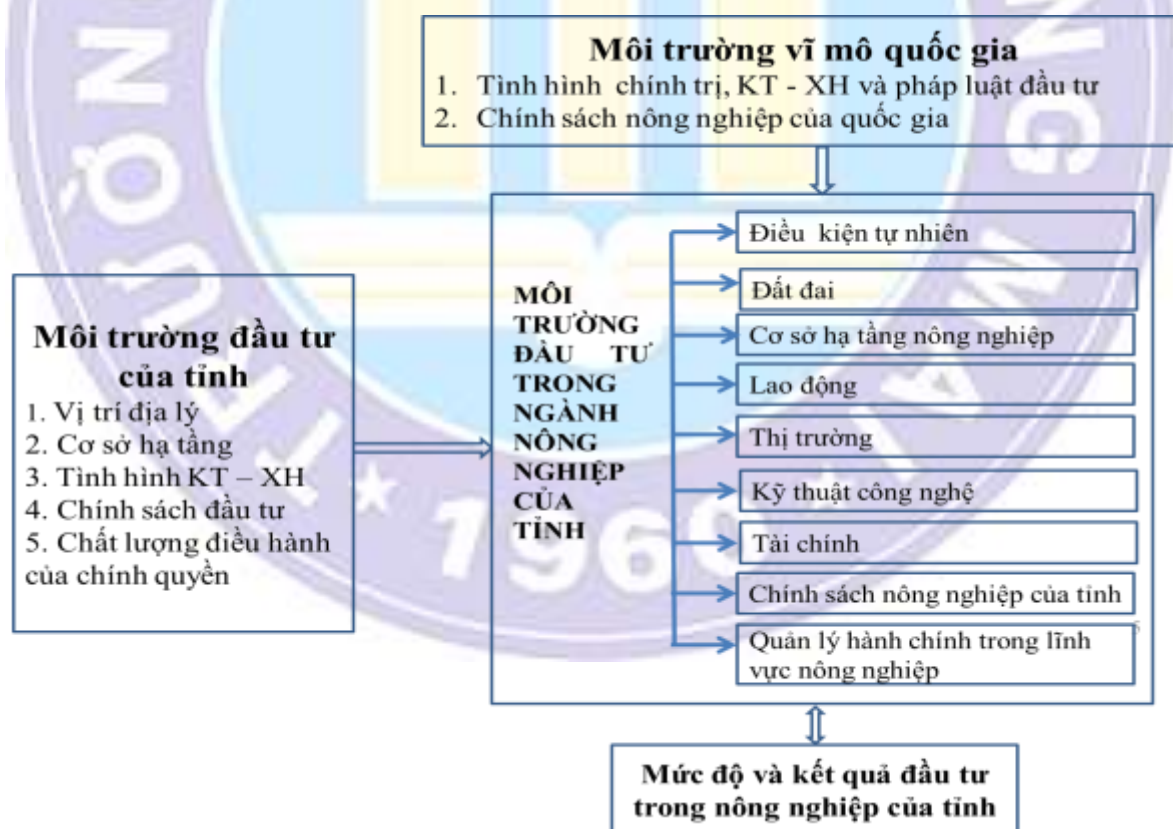 Môi trường vĩ mô quốc gia
1. Tình hình chính trị, KT - XH và pháp luật đầu tư
2. Chính sách nông nghiệp của quốc gia
Môi trường đầu tư
của tỉnh
1. Vị trí địa lý
2. Cơ sở hạ tầng
3. Tình hình KT – XH
4. Chính sách đầu tư
5. Chất lượng điều hành
của chính quyền
MÔI
TRƯỜNG
ĐẦU TƯ
TRONG
NGÀNH
NÔNG
NGHIỆP
CỦA
TỈNH
Điều kiện tự nhiên
Đất đai
Cơ sở hạ tầng nông nghiệp
Lao động
Thị trường
Kỹ thuật công nghệ
Tài chính
Chính sách nông nghiệp của tỉnh
Quản lý hành chính trong lĩnh
vực nông nghiệp
Mức độ và kết quả đầu tư
trong nông nghiệp của tỉnh
1960